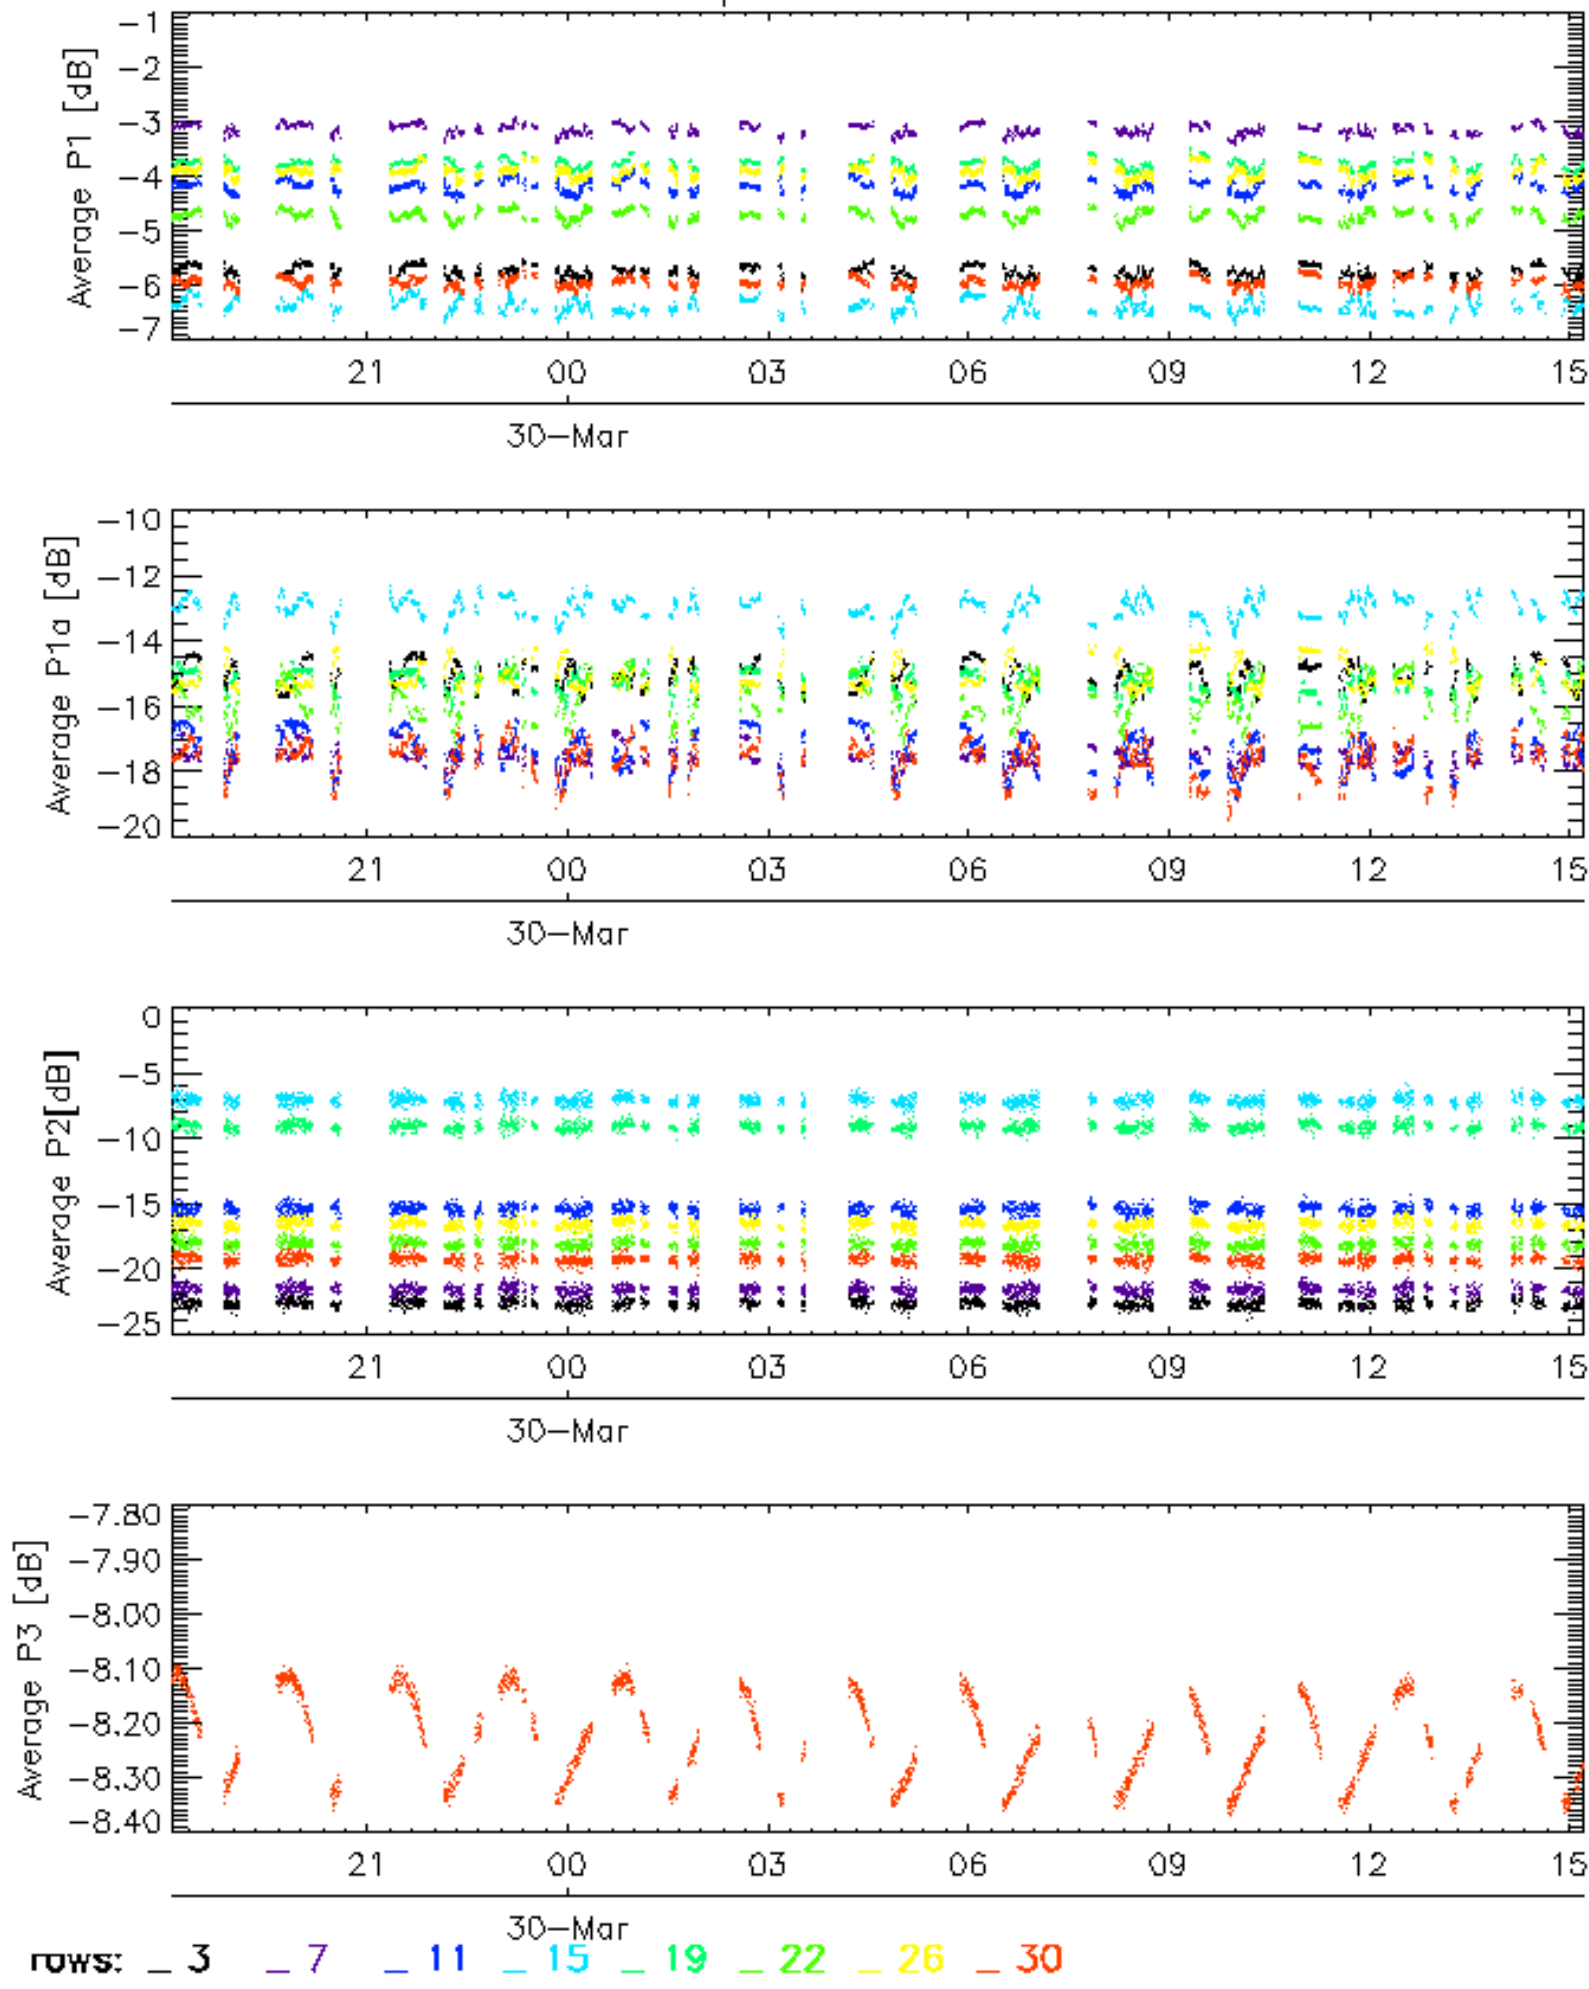 Average P1 [dB]
-1
-2
-3
-4
-5
-6
-7
21 00 03 06 09 12 15
30-Mar
Average P1a [dB]
-10
-12
-14
-16
-18
-20
21 00 03 06 09 12 15
30-Mar
Average P2[dB]
0
-5
-10
-15
-20
-25
21 00 03 06 09 12 15
30-Mar
Average P3 [dB]
-7.80
-7.90
-8.00
-8.10
-8.20
-8.30
-8.40
21 00 03 06 09 12 15
30-Mar
rows: _ 3 _ 7 _ 11 _ 15 _ 19 _ 22 _ 26 _ 30